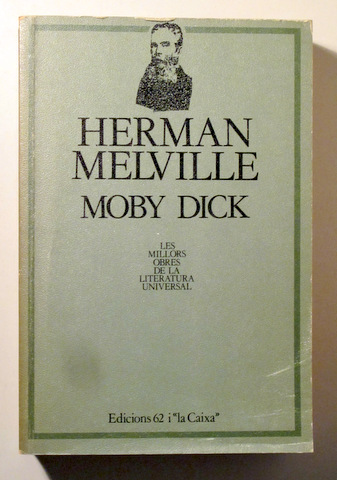 HERMAN
MELVILLE
MOBY DICK
LES
MILLORS
OBRES
DE LA
LITERATURA
UNIVERSAL
Edicions 62 i "la Caixa"